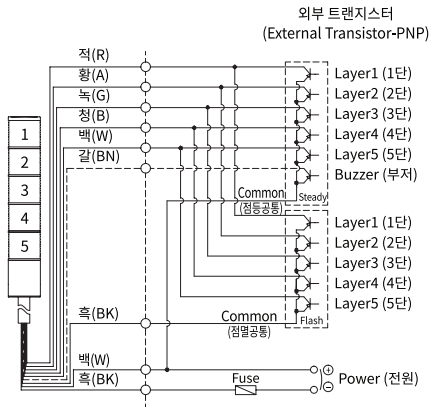 외부 트랜지스터
(External Transistor-PNP)
적(R)
황(A)
녹(G)
청(B)
백(W)
갈(BN)
Layer1 (1단)
Layer2 (2단)
Layer3 (3단)
Layer4 (4단)
Layer5 (5단)
Buzzer (부저)
Common
(점등공통)
Steady
1
2
3
4
5
Layer1 (1단)
Layer2 (2단)
Layer3 (3단)
Layer4 (4단)
Layer5 (5단)
흑(BK)
Common
(점멸공통)
Flash
백(W)
흑(BK)
Fuse
+
-
Power (전원)